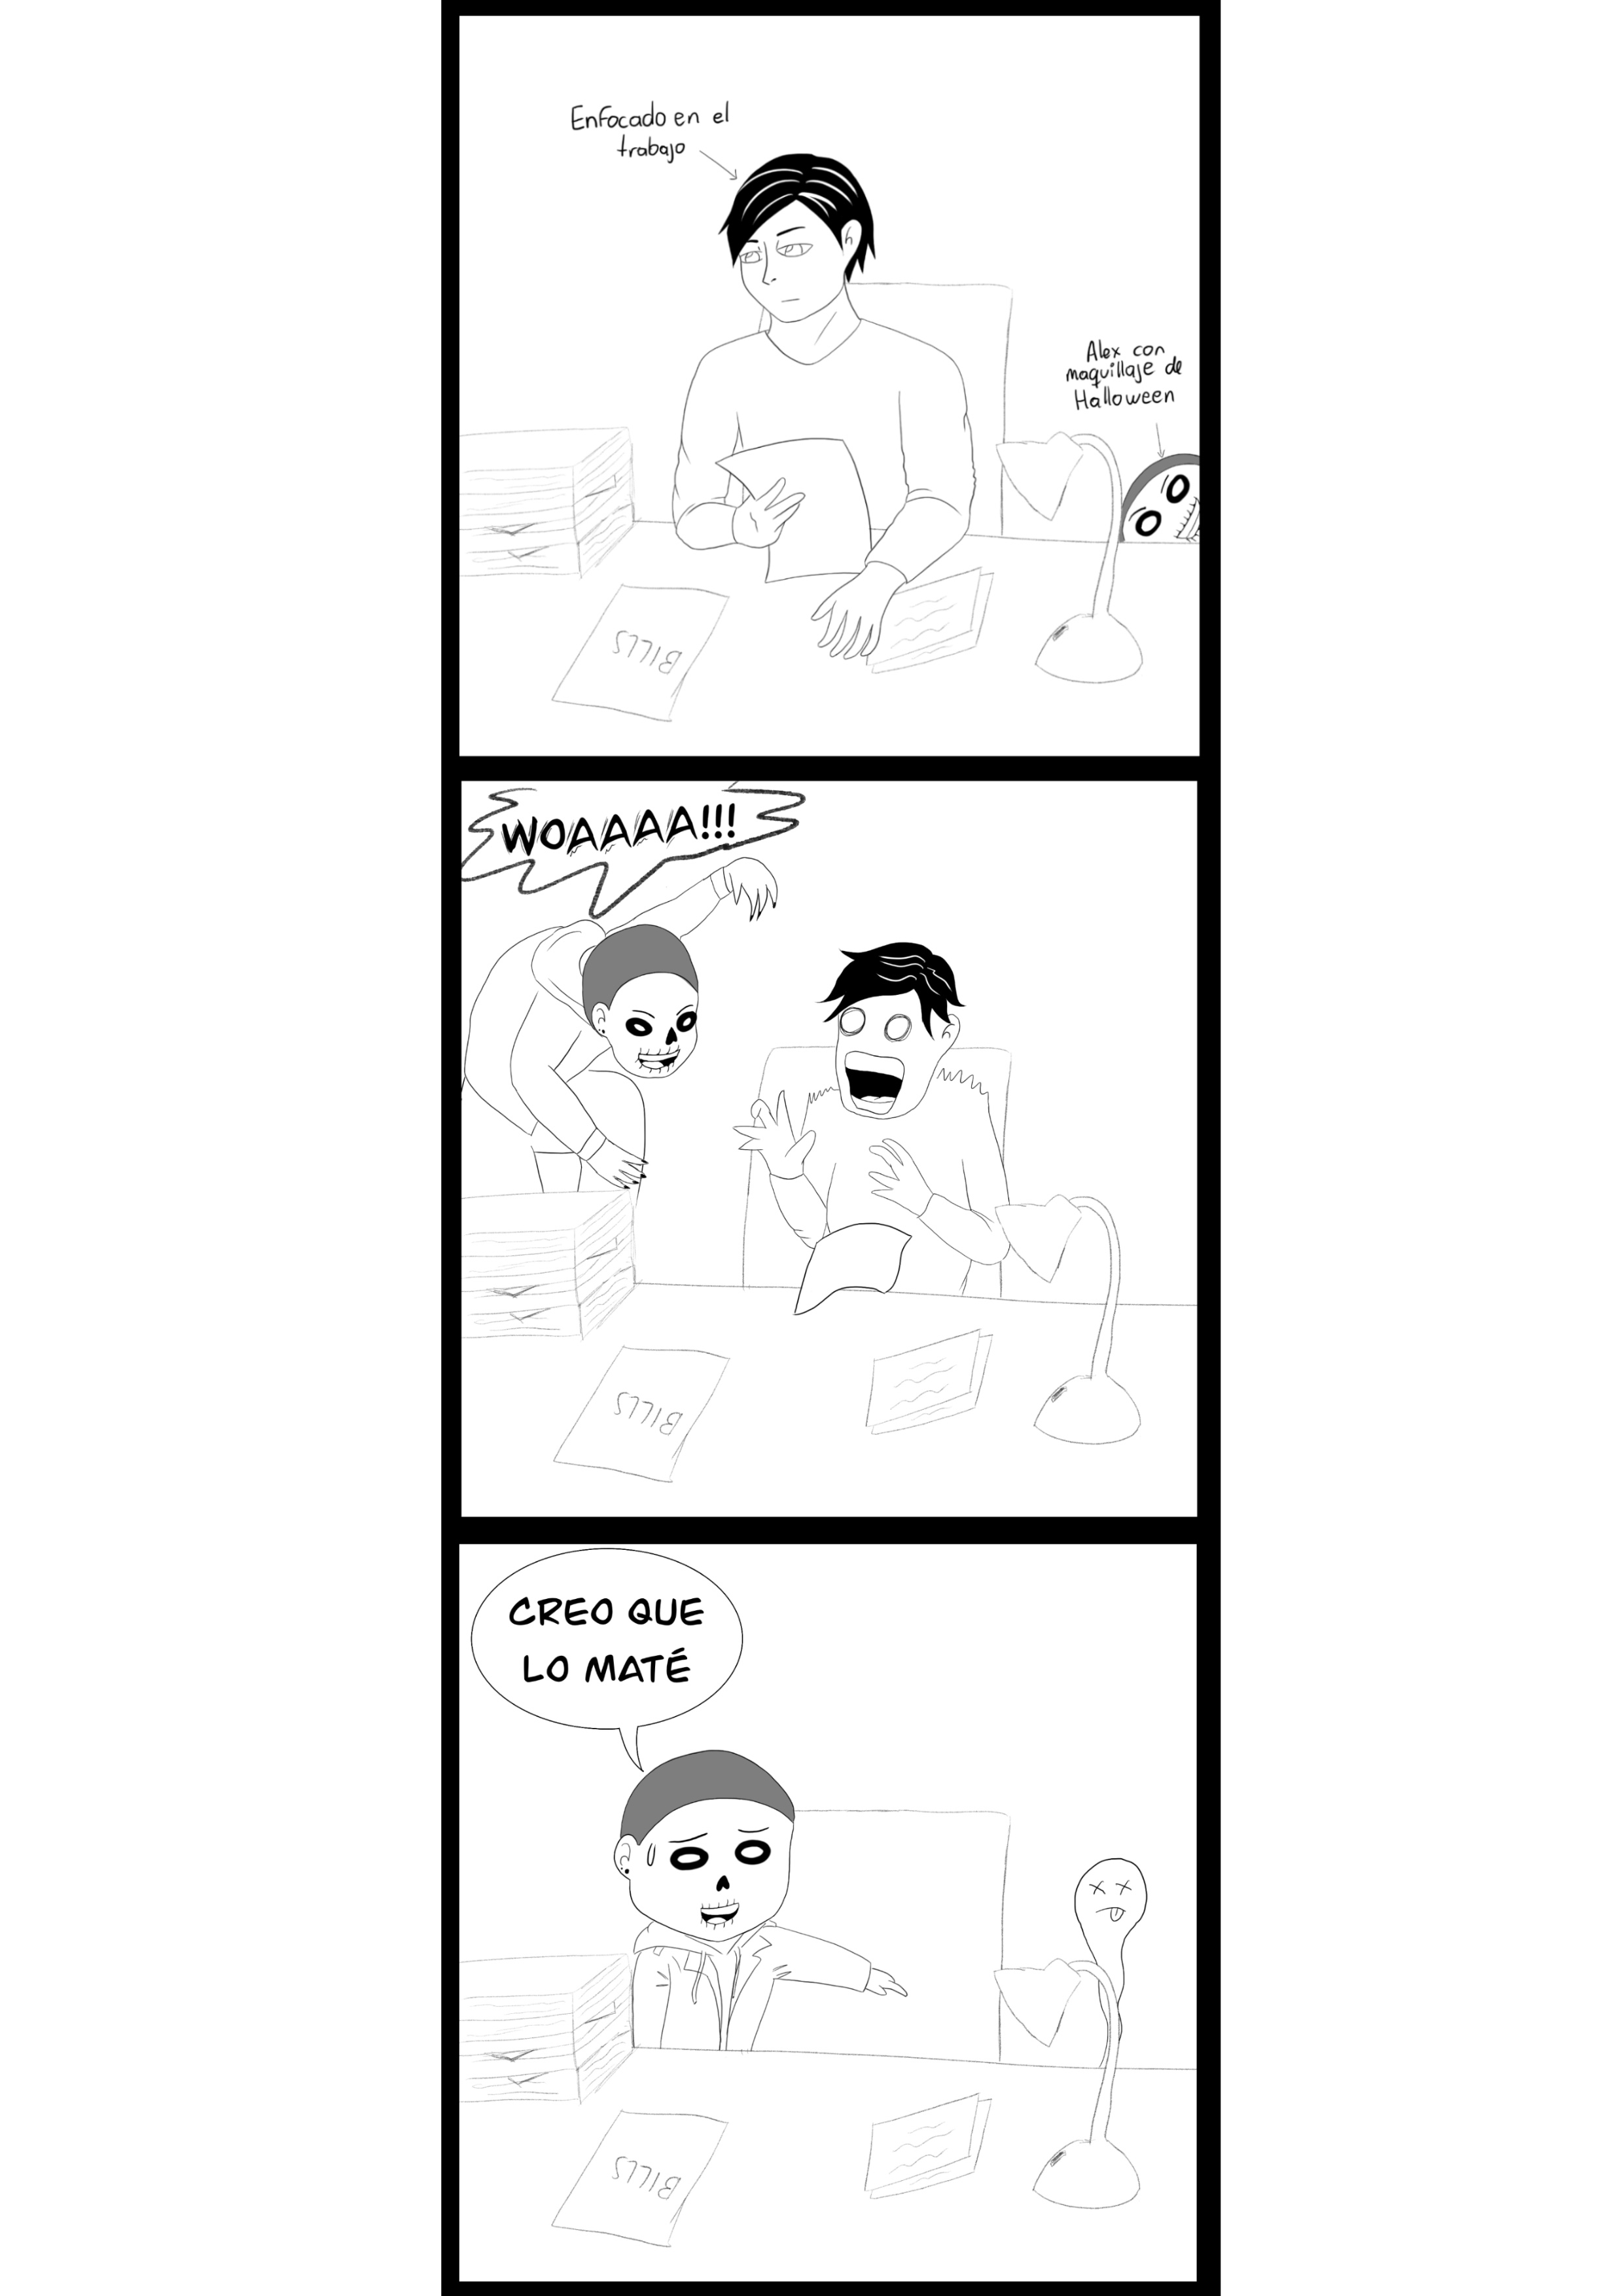 Enfocado en el
trabajo
Alex con
maquillaje de
Halloween
BILLS
WOAAAA!!!
BILLS
CREO QUE
LO MATÉ
BILLS